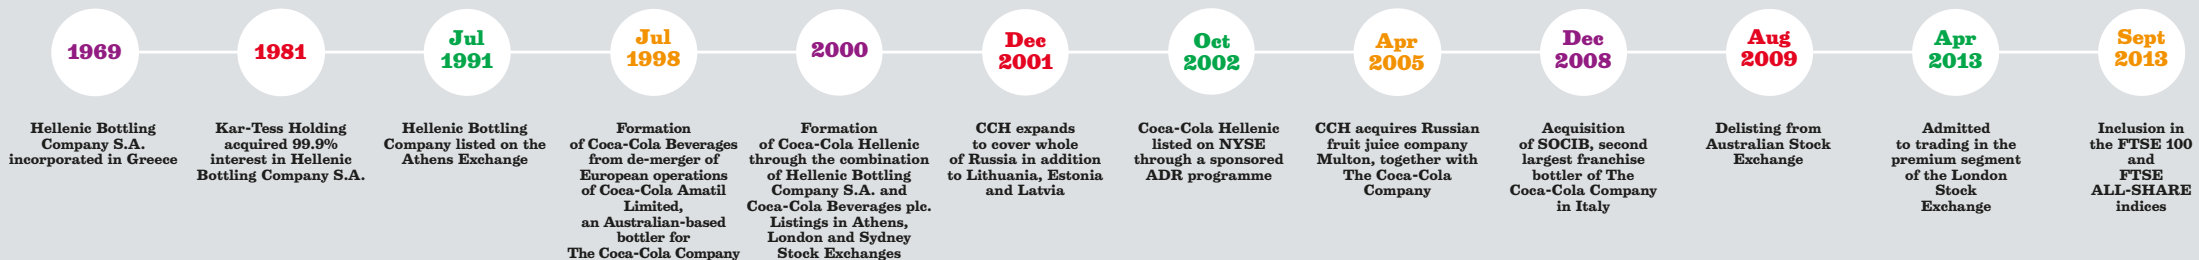 1969
Hellenic Bottling
Company S.A.
incorporated in Greece
1981
Kar-Tess Holding
acquired 99.9%
interest in Hellenic
Bottling Company S.A.
Jul
1991
Hellenic Bottling
Company listed on the
Athens Exchange
Jul
1998
Formation
of Coca-Cola Beverages
from de-merger of
European operations
of Coca-Cola Amatil
Limited,
an Australian-based
bottler for
The Coca-Cola Company
2000
Formation
of Coca-Cola Hellenic
through the combination
of Hellenic Bottling
Company S.A. and
Coca-Cola Beverages plc.
Listings in Athens,
London and Sydney
Stock Exchanges
Dec
2001
CCH expands
to cover whole
of Russia in addition
to Lithuania, Estonia
and Latvia
Oct
2002
Coca-Cola Hellenic
listed on NYSE
through a sponsored
ADR programme
Apr
2005
CCH acquires Russian
fruit juice company
Multon, together with
The Coca-Cola
Company
Dec
2008
Acquisition
of SOCIB, second
largest franchise
bottler of The
Coca-Cola Company
in Italy
Aug
2009
Delisting from
Australian Stock
Exchange
Apr
2013
Admitted
to trading in the
premium segment
of the London
Stock
Exchange
Sept
2013
Inclusion in
the FTSE 100
and
FTSE
ALL-SHARE
indices